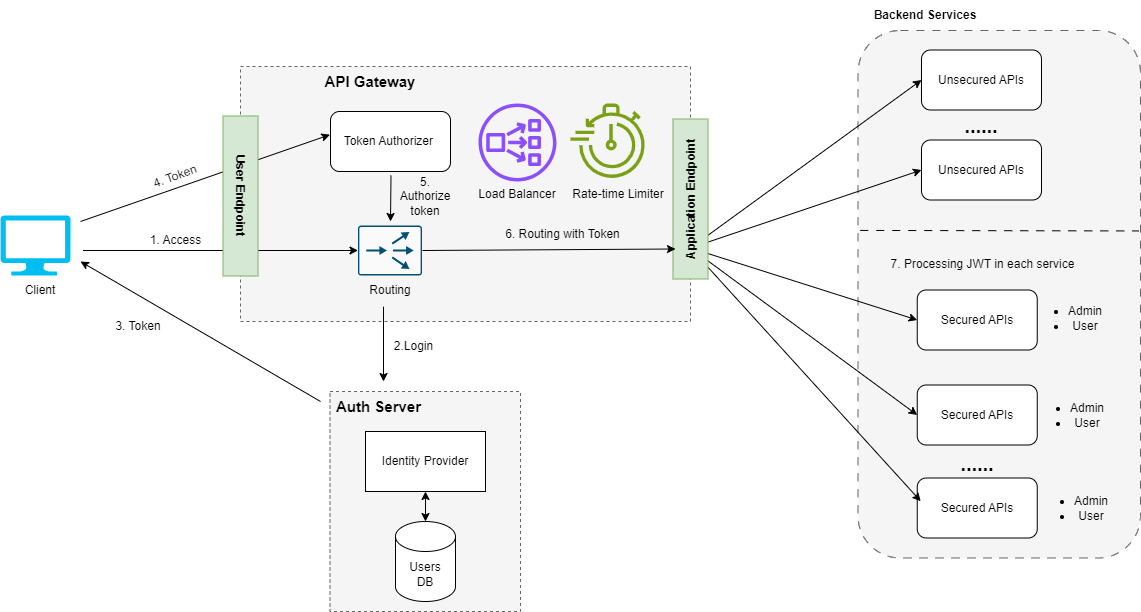 Backend Services
API Gateway
Unsecured APIs
......
Unsecured APIs
Token Authorizer
Load Balancer
Rate-time Limiter
User Endpoint
Application Endpoint
4. Token
5.
Authorize
token
1. Access
6. Routing with Token
Routing
Client
7. Processing JWT in each service
Secured APIs
Admin
User
3. Token
2.Login
Secured APIs
Admin
User
......
Secured APIs
Admin
User
Auth Server
Identity Provider
Users
DB